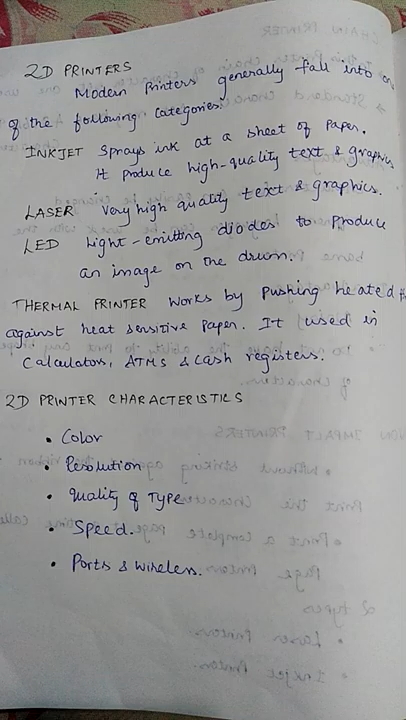 2D PRINTERS
Modern Printers generally fall into on
of the following categories:
INKJET Sprays ink at a sheet of Paper.
It produce high-quality text & graphics
LASER Very high quality text & graphics.
LED Light-emitting diodes to Produce
an image on the drum.
THERMAL PRINTER Works by pushing heated
against heat sensitive Paper. It used in
Calculators, ATMs & Cash registers.
2D PRINTER CHARACTERISTICS
• Color
• Resolution
• Quality of Type
• Speed.
• Ports & wireless.